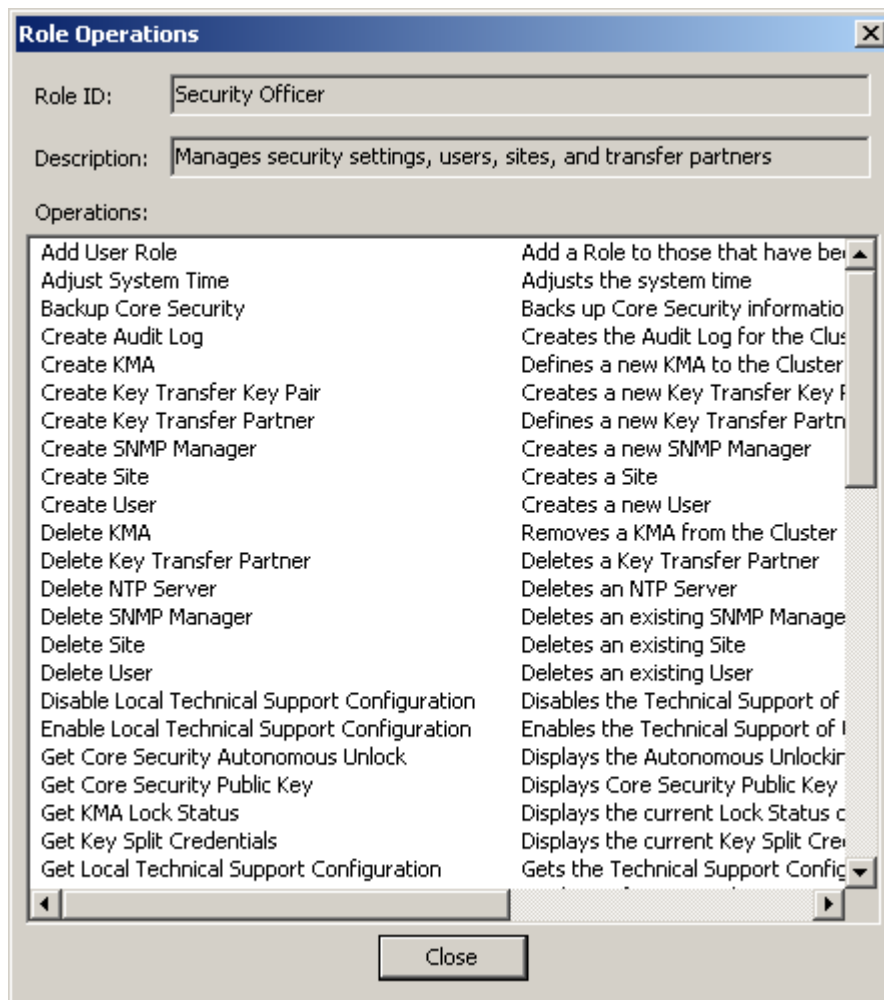 Role Operations
Role ID: Security Officer
Description: Manages security settings, users, sites, and transfer partners
Operations:
Add User Role Add a Role to those that have
Adjust System Time Adjusts the system time
Backup Core Security Backs up Core Security
Create Audit Log Creates the Audit Log for the
Create KMA Defines a new KMA to the Cluster
Create Key Transfer Key Pair Creates a new Key Transfer Key
Create Key Transfer Partner Defines a new Key Transfer
Create SNMP Manager Creates a new SNMP Manager
Create Site Creates a Site
Create User Creates a new User
Delete KMA Removes a KMA from the Cluster
Delete Key Transfer Partner Deletes a Key Transfer Partner
Delete NTP Server Deletes an NTP Server
Delete SNMP Manager Deletes an existing SNMP
Delete Site Deletes an existing Site
Delete User Deletes an existing User
Disable Local Technical Support Configuration Disables the Technical Support of
Enable Local Technical Support Configuration Enables the Technical Support of
Get Core Security Autonomous Unlock Displays the Autonomous
Get Core Security Public Key Displays Core Security Public Key
Get KMA Lock Status Displays the current Lock Status
Get Key Split Credentials Displays the current Key Split
Get Local Technical Support Configuration Gets the Technical Support
Close